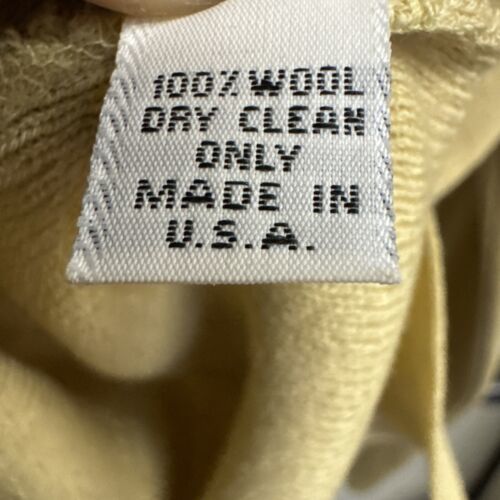 100% WOOL
DRY CLEAN
ONLY
MADE IN
U.S.A.